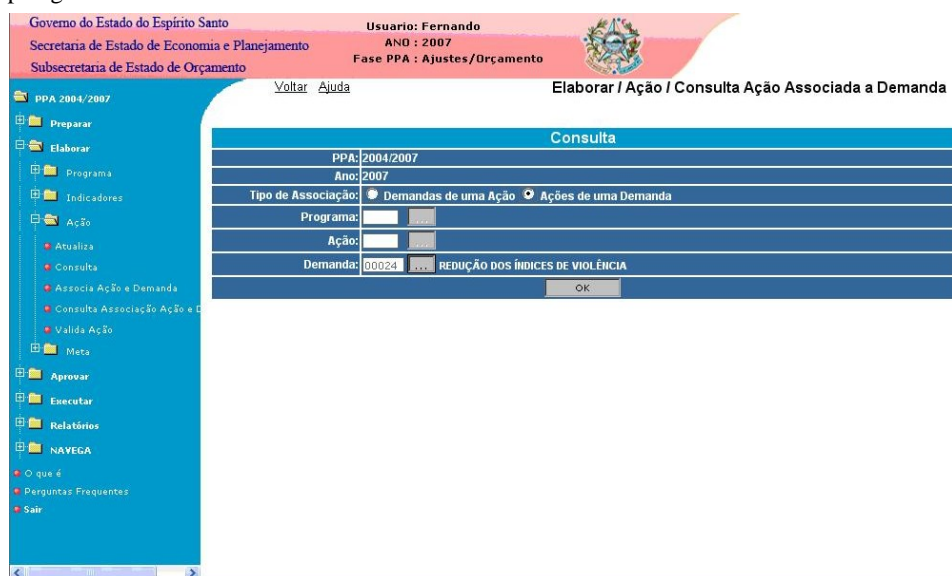 Governo do Estado do Espírito Santo
Secretaria de Estado de Economia e Planejamento
Subsecretaria de Estado de Orçamento
Usuario: Fernando
ANO : 2007
Fase PPA : Ajustes/Orçamento
Voltar Ajuda
Elaborar / Ação / Consulta Ação Associada a Demanda
PPA 2004/2007
Preparar
Elaborar
Programa
Indicadores
Ação
Atualiza
Consulta
Associa Ação e Demanda
Consulta Associação Ação e D
Valida Ação
Meta
Aprovar
Executar
Relatórios
NAVEGA
O que é
Perguntas Frequentes
Sair
Consulta
PPA: 2004/2007
Ano: 2007
Tipo de Associação: Demandas de uma Ação Ações de uma Demanda
Programa: ...
Ação: ...
Demanda: 00024 ... REDUÇÃO DOS ÍNDICES DE VIOLÊNCIA
OK